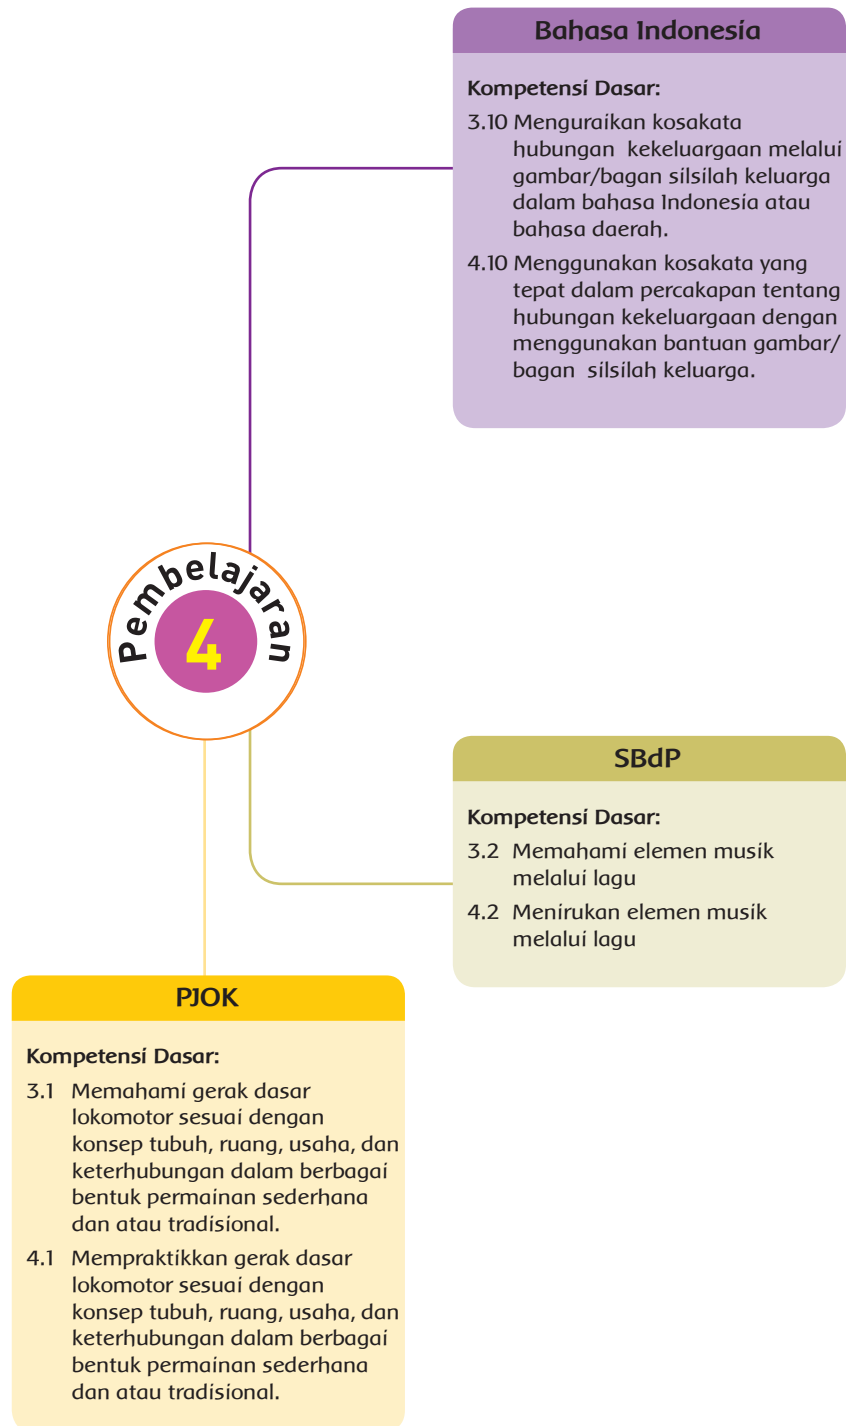 Bahasa Indonesia
Kompetensi Dasar:
3.10 Menguraikan kosakata
hubungan kekeluargaan melalui
gambar/bagan silsilah keluarga
dalam bahasa Indonesia atau
bahasa daerah.
4.10 Menggunakan kosakata yang
tepat dalam percakapan tentang
hubungan kekeluargaan dengan
menggunakan bantuan gambar/
bagan silsilah keluarga.
Pembelajaran
4
SBdP
Kompetensi Dasar:
3.2 Memahami elemen musik
melalui lagu
4.2 Menirukan elemen musik
melalui lagu
PJOK
Kompetensi Dasar:
3.1 Memahami gerak dasar
lokomotor sesuai dengan
konsep tubuh, ruang, usaha, dan
keterhubungan dalam berbagai
bentuk permainan sederhana
dan atau tradisional.
4.1 Mempraktikkan gerak dasar
lokomotor sesuai dengan
konsep tubuh, ruang, usaha, dan
keterhubungan dalam berbagai
bentuk permainan sederhana
dan atau tradisional.